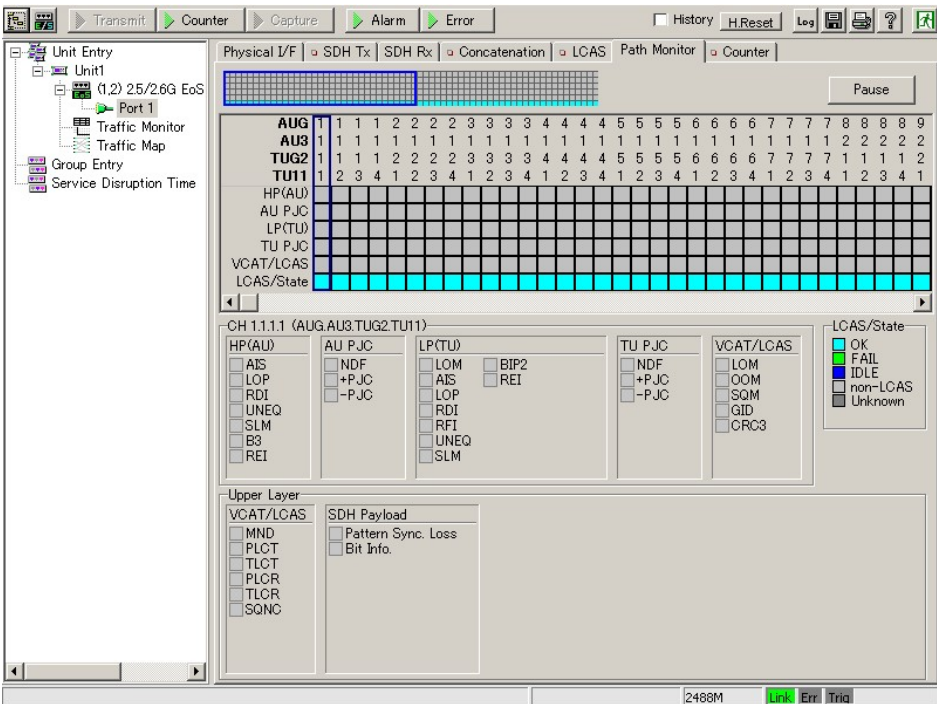 Transmit Counter Capture Alarm Error History H.Reset Log
Unit Entry
Unit1
(1,2) 2.5/2.6G EoS
Port 1
Traffic Monitor
Traffic Map
Group Entry
Service Disruption Time
Physical I/F SDH Tx SDH Rx Concatenation LCAS Path Monitor Counter
Pause
AUG 1 1 1 1 2 2 2 2 3 3 3 3 4 4 4 4 5 5 5 5 6 6 6 6 7 7 7 7 8 8 8 8 9
AU3 1 1 1 1 1 1 1 1 1 1 1 1 1 1 1 1 1 1 1 1 1 1 1 1 1 1 1 1 2 2 2 2 2
TUG2 1 1 1 1 2 2 2 2 3 3 3 3 4 4 4 4 5 5 5 5 6 6 6 6 7 7 7 7 1 1 1 1 2
TU11 1 2 3 4 1 2 3 4 1 2 3 4 1 2 3 4 1 2 3 4 1 2 3 4 1 2 3 4 1 2 3 4 1
HP(AU)
AU PJC
LP(TU)
TU PJC
VCAT/LCAS
LCAS/State
CH 1.1.1.1 (AUG.AU3.TUG2.TU11)
HP(AU)
AIS
LOP
RDI
UNEQ
SLM
B3
REI
AU PJC
NDF
+PJC
-PJC
LP(TU)
LOM
AIS
LOP
RDI
RFI
UNEQ
SLM
BIP2
REI
TU PJC
NDF
+PJC
-PJC
VCAT/LCAS
LOM
OOM
SQM
GID
CRC3
LCAS/State
OK
FAIL
IDLE
non-LCAS
Unknown
Upper Layer
VCAT/LCAS
MND
PLCT
TLCT
PLCR
TLCR
SQNC
SDH Payload
Pattern Sync. Loss
Bit Info.
2488M Link Err Trig